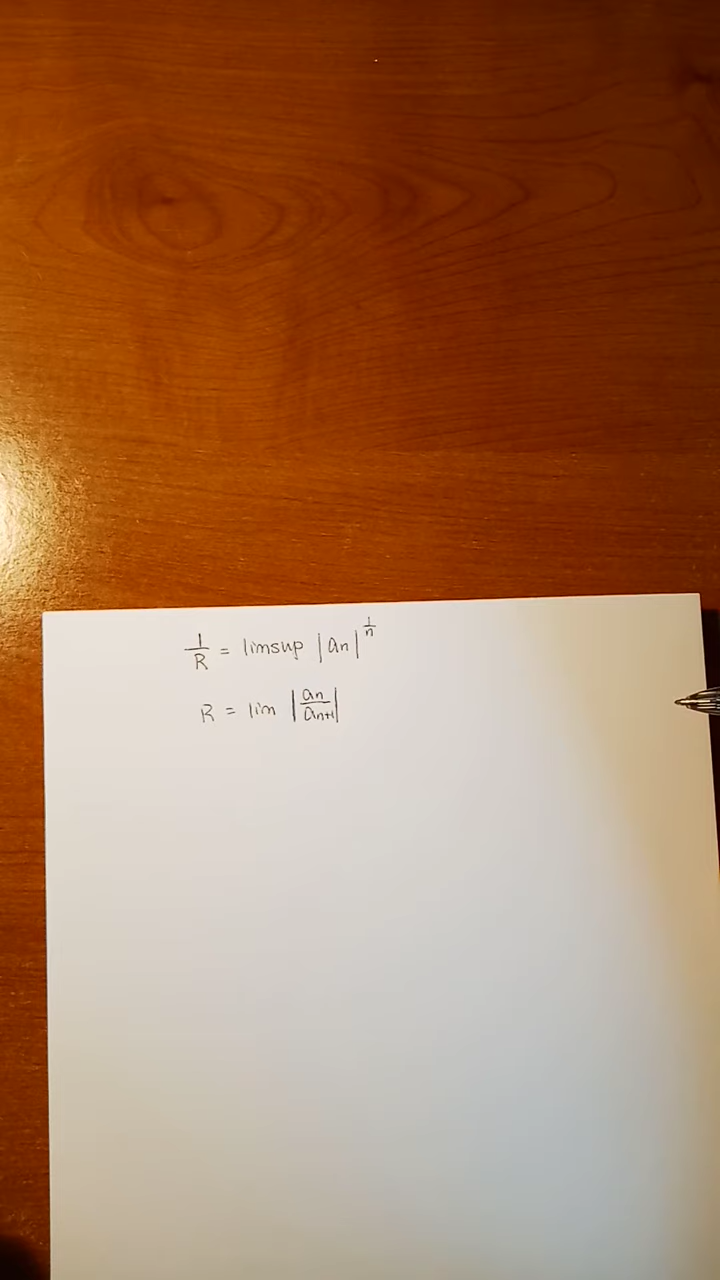 1/R = limsup |an|^1/n
R = lim |an/an+1|